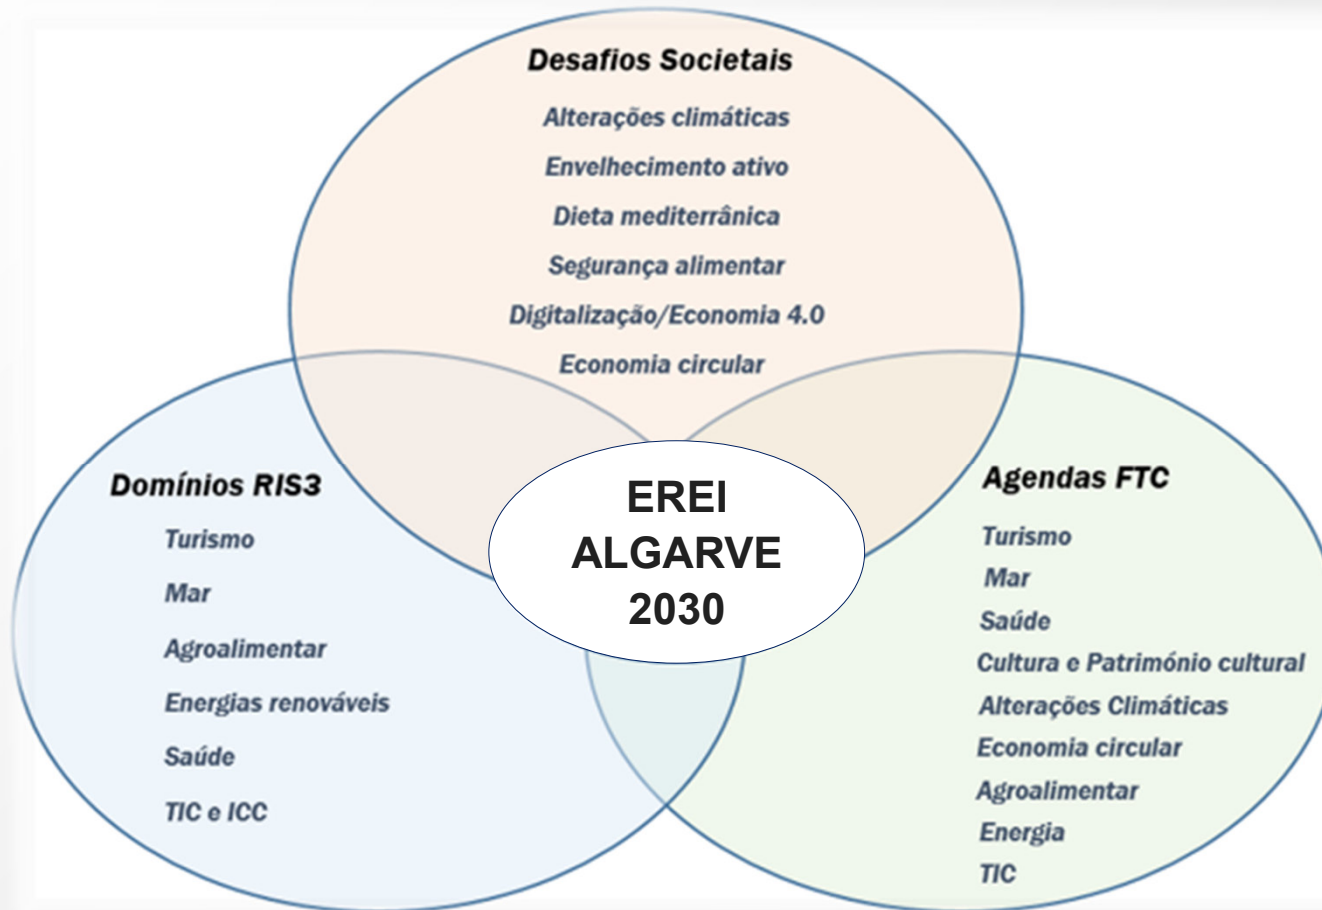 Desafios Societais
Alterações climáticas
Envelhecimento ativo
Dieta mediterrânica
Segurança alimentar
Digitalização/Economia 4.0
Economia circular
Domínios RIS3
Turismo
Mar
Agroalimentar
Energias renováveis
Saúde
TIC e ICC
EREI
ALGARVE
2030
Agendas FTC
Turismo
Mar
Saúde
Cultura e Património cultural
Alterações Climáticas
Economia circular
Agroalimentar
Energia
TIC